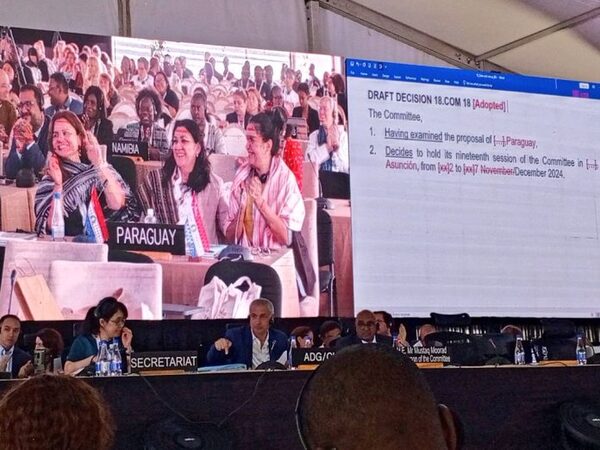 DRAFT DECISION 18.COM 18 [Adopted]
The Committee,
1. Having examined the proposal of [...],Paraguay,
2. Decides to hold its nineteenth session of the Committee in [...],
Asunción, from [xx]2 to [xx]7 November/December 2024.
NAMIBIA
PARAGUAY
SECRETARIAT
ADG/
Mr Mustaq Moorad
of the Committee